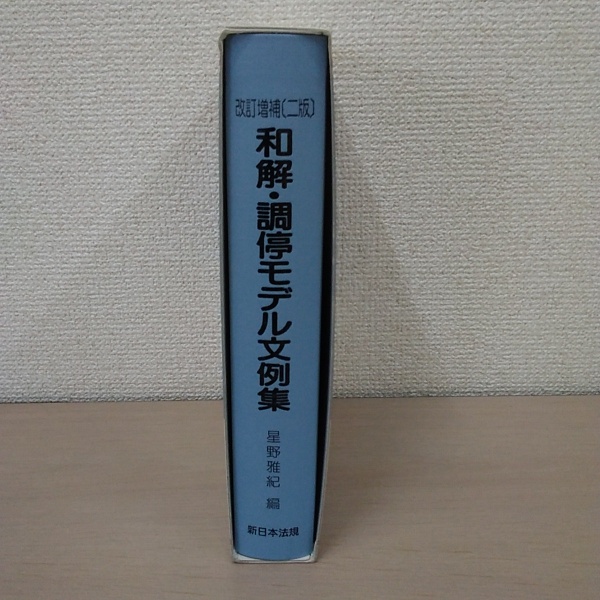 改訂増補〔二版〕
和解・調停モデル文例集
星野雅紀 編
新日本法規